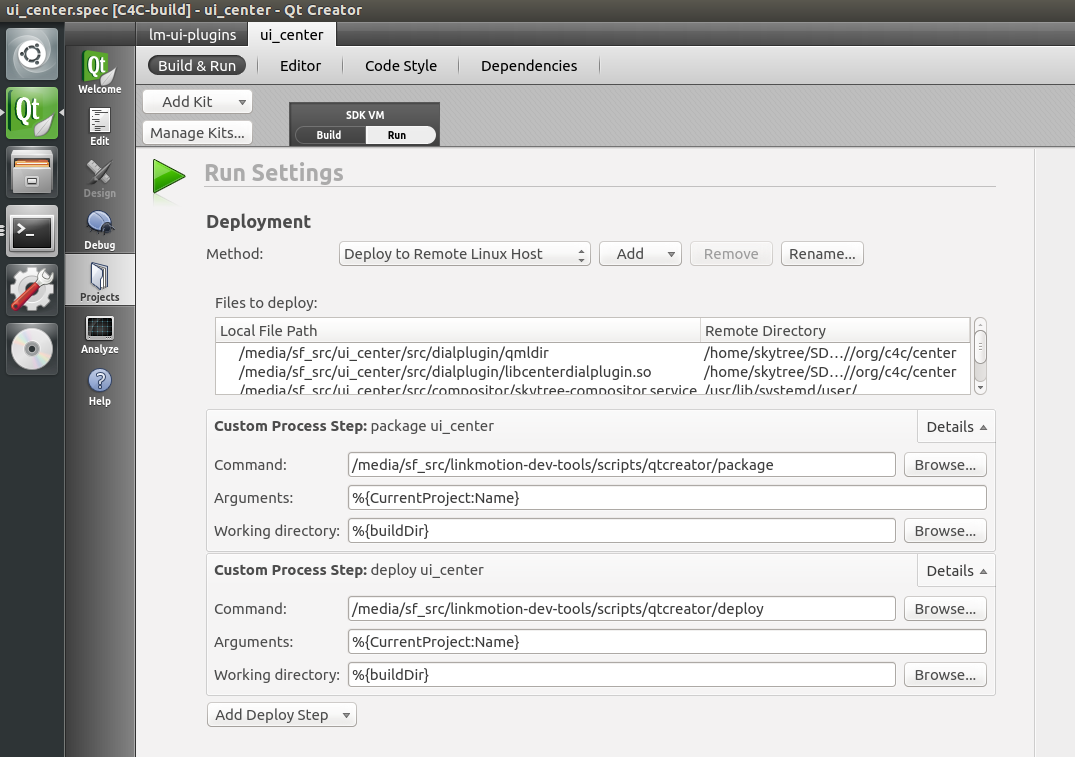 ui_center.spec [C4C-build] - ui_center - Qt Creator
lm-ui-plugins ui_center
Build & Run Editor Code Style Dependencies
Qt
Welcome
Edit
Design
Debug
Projects
Analyze
Help
Qt
>_
Add Kit
Manage Kits...
SDK VM
Build Run
Run Settings
Deployment
Method: Deploy to Remote Linux Host Add Remove Rename...
Files to deploy:
Local File Path Remote Directory
/media/sf_src/ui_center/src/dialplugin/qmldir /home/skytree/SD…//org/c4c/center
/media/sf_src/ui_center/src/dialplugin/libcenterdialplugin.so /home/skytree/SD…//org/c4c/center
/media/sf_src/ui_center/src/compositor/skytree-compositor.service /usr/lib/systemd/user/
Custom Process Step: package ui_center Details
Command: /media/sf_src/linkmotion-dev-tools/scripts/qtcreator/package Browse...
Arguments: %{CurrentProject:Name}
Working directory: %{buildDir} Browse...
Custom Process Step: deploy ui_center Details
Command: /media/sf_src/linkmotion-dev-tools/scripts/qtcreator/deploy Browse...
Arguments: %{CurrentProject:Name}
Working directory: %{buildDir} Browse...
Add Deploy Step